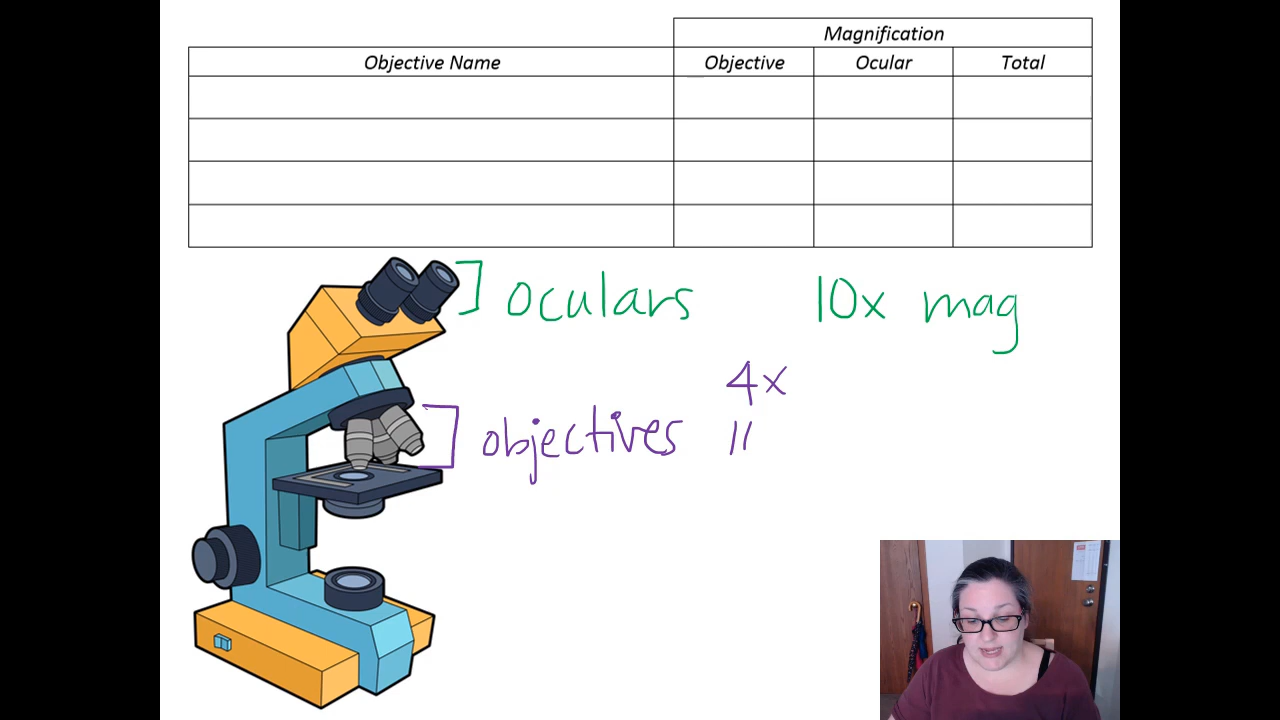 Magnification
Objective Name Objective Ocular Total
] oculars 10x mag
4x
] objectives